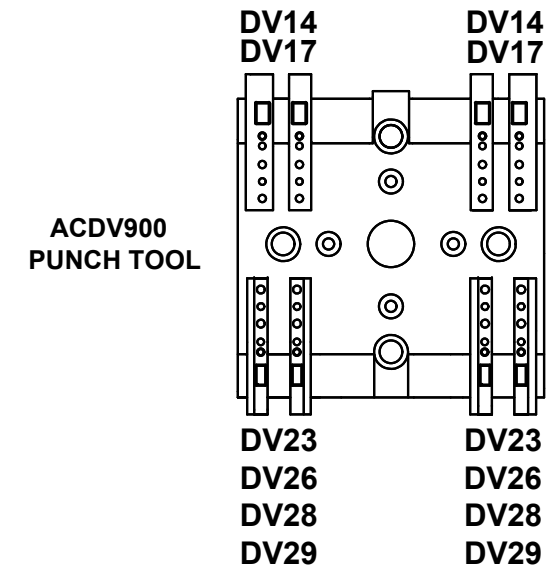 DV14 DV14
DV17 DV17
ACDV900
PUNCH TOOL
DV23 DV23
DV26 DV26
DV28 DV28
DV29 DV29